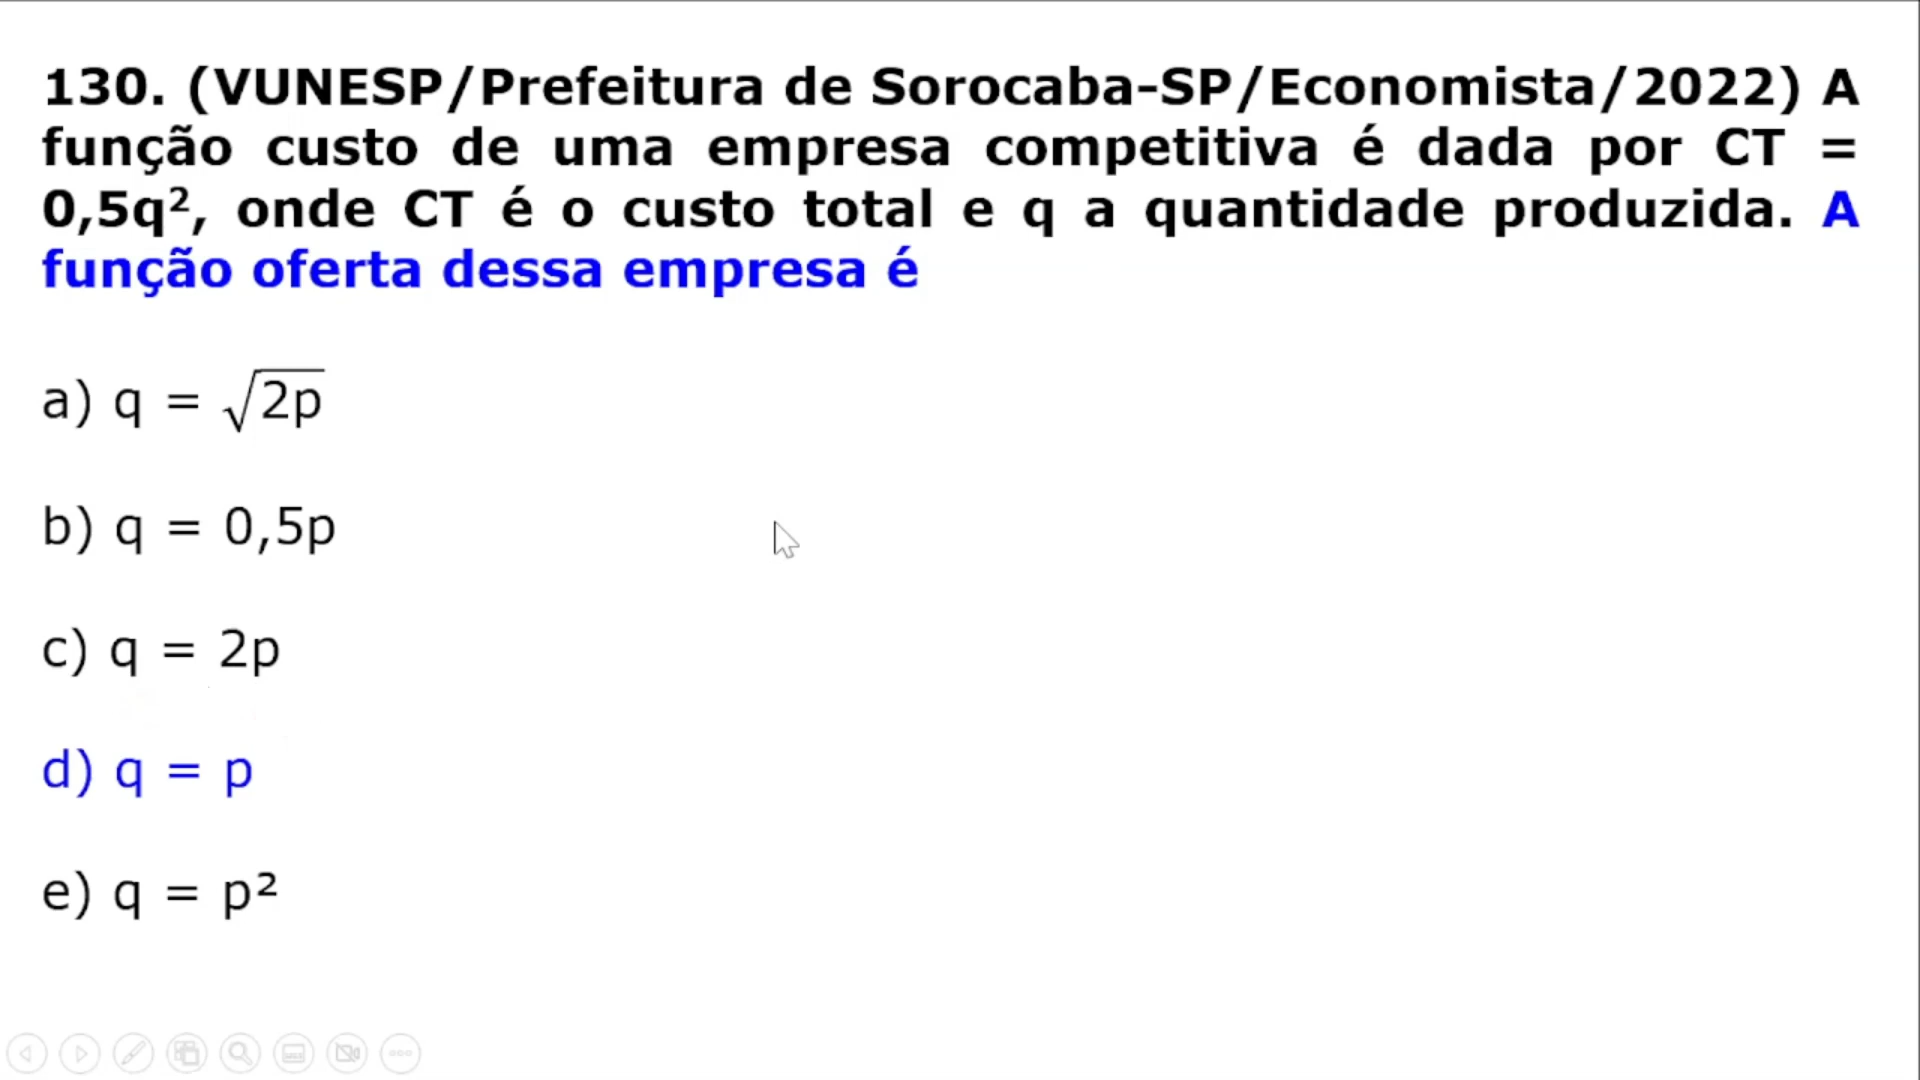 130. (VUNESP/Prefeitura de Sorocaba-SP/Economista/2022) A
função custo de uma empresa competitiva é dada por CT =
0,5q², onde CT é o custo total e q a quantidade produzida. A
função oferta dessa empresa é
a) q = √2p
b) q = 0,5p
c) q = 2p
d) q = p
e) q = p²